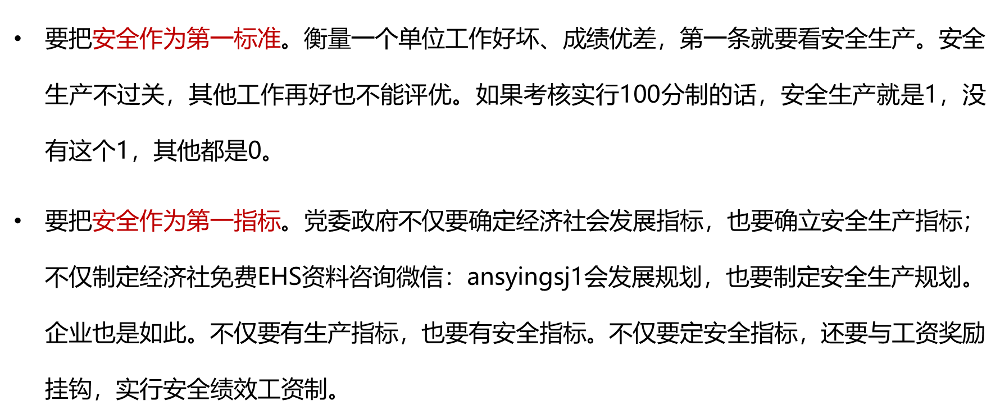 • 要把安全作为第一标准。衡量一个单位工作好坏、成绩优差，第一条就要看安全生产。安全
生产不过关，其他工作再好也不能评优。如果考核实行100分制的话，安全生产就是1，没
有这个1，其他都是0。
• 要把安全作为第一指标。党委政府不仅要确定经济社会发展指标，也要确立安全生产指标；
不仅制定经济社免费EHS资料咨询微信：ansyingsj1会发展规划，也要制定安全生产规划。
企业也是如此。不仅要有生产指标，也要有安全指标。不仅要定安全指标，还要与工资奖励
挂钩，实行安全绩效工资制。